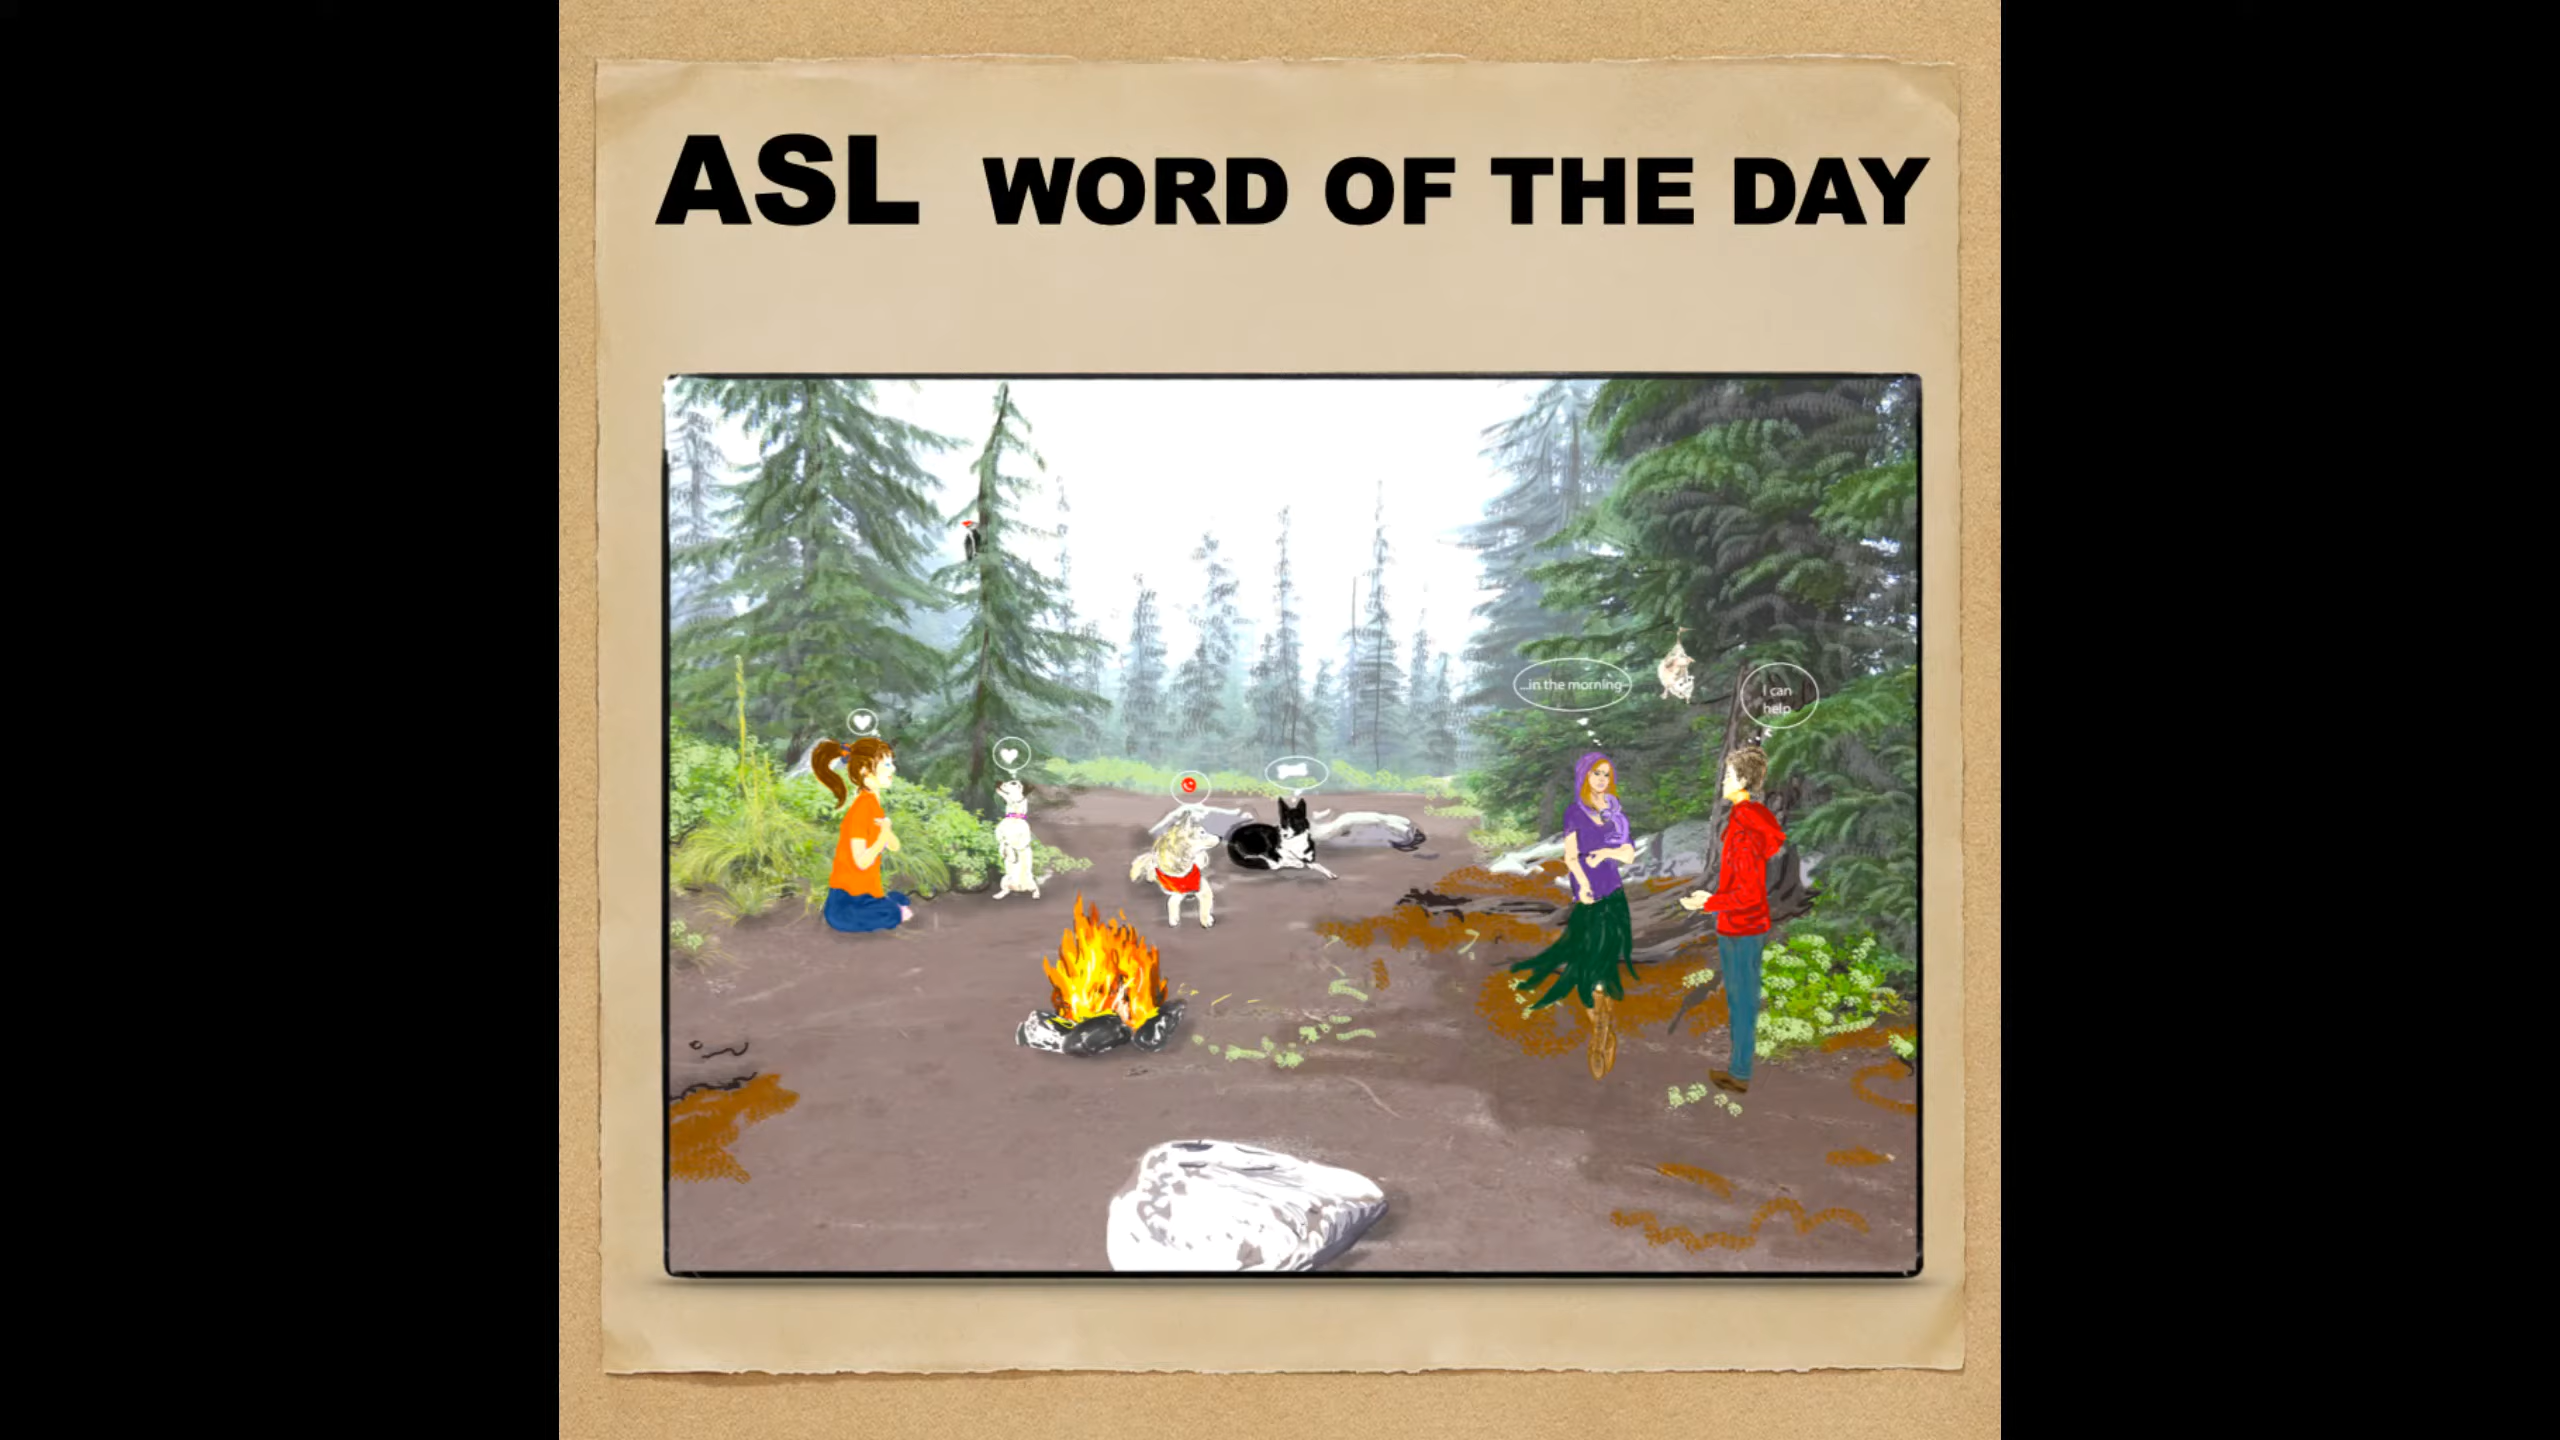 ASL WORD OF THE DAY
...in the morning--
I can
help